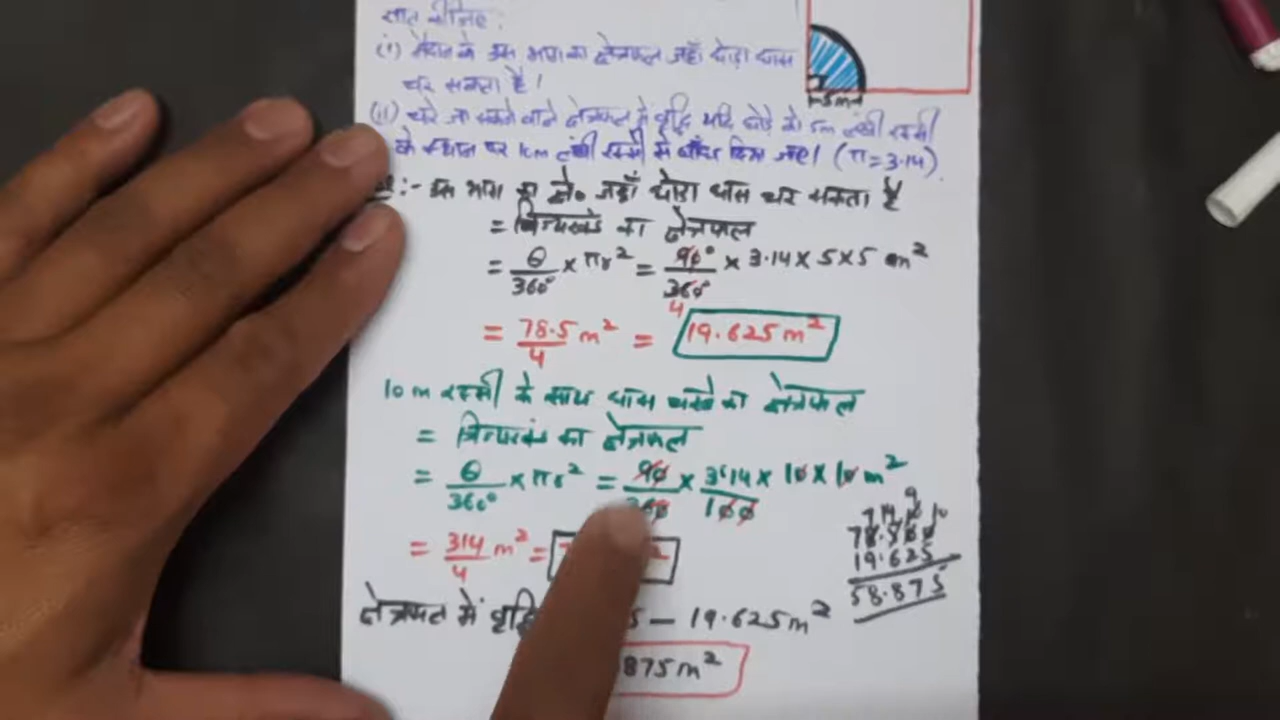 ज्ञात कीजिए:
(i) मैदान के उस भाग का क्षेत्रफल जहाँ घोड़ा घास
चर सकता है।
(ii) चरे जा सकने वाले क्षेत्रफल में वृद्धि यदि घोड़े को 5m लंबी रस्सी
के स्थान पर 10m लंबी रस्सी से बाँध दिया जाए। (π=3.14).
:- उस भाग का क्षे० जहाँ घोड़ा घास चर सकता है
= त्रिज्यखंड का क्षेत्रफल
= θ/360° × πr² = 90°/360° × 3.14 × 5 × 5 m²
4
= 78.5/4 m² = 19.625 m²
10 m रस्सी के साथ घास चरने का क्षेत्रफल
= त्रिज्यखंड का क्षेत्रफल
= θ/360° × πr² = 90/360 × 314/100 × 10 × 10 m²
= 314/4 m² =
78.500
19.625
58.875
क्षेत्रफल में वृद्धि 5 − 19.625 m²
875 m²